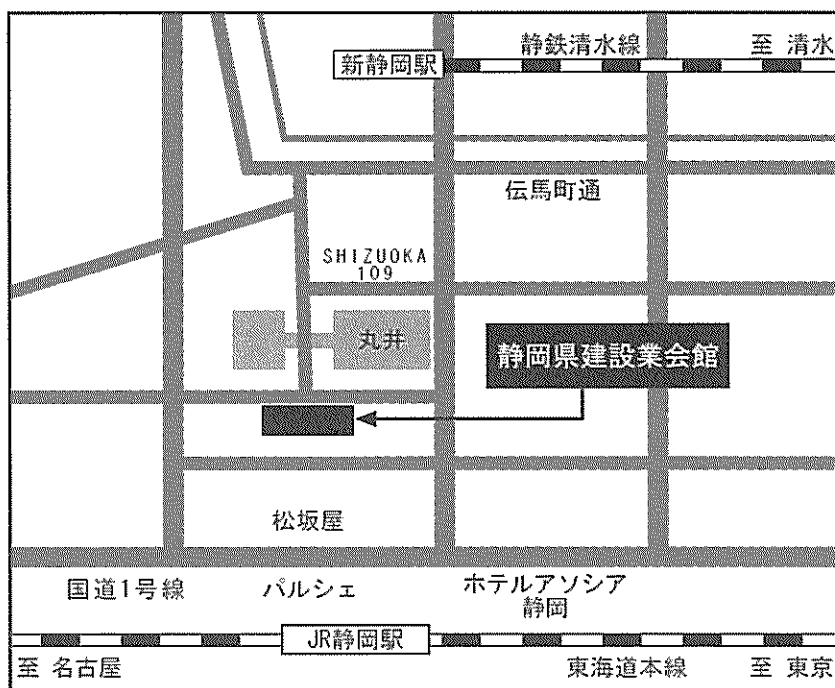 静鉄清水線
至 清水
新静岡駅
伝馬町通
SHIZUOKA
109
丸井
静岡県建設業会館
松坂屋
国道1号線
パルシェ
ホテルアソシア
静岡
JR静岡駅
至 名古屋
東海道本線
至 東京